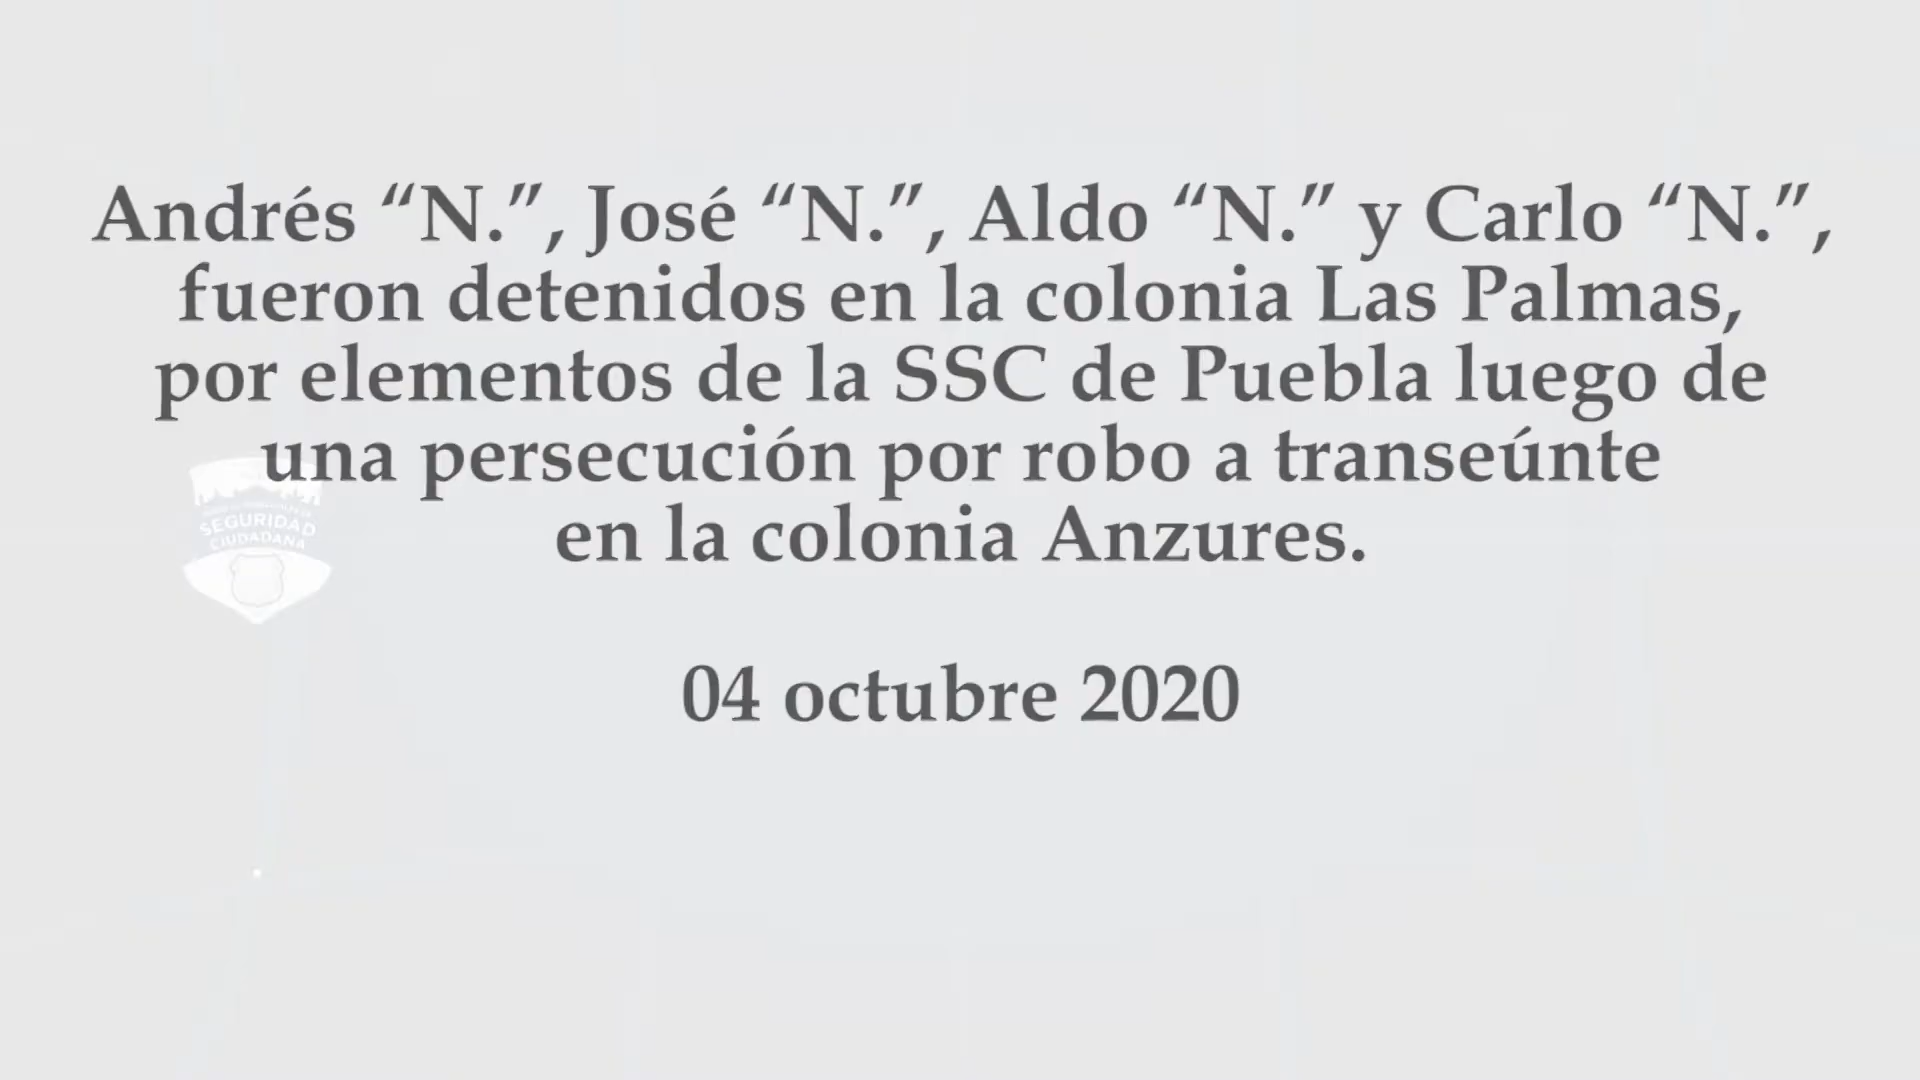 Andrés “N.”, José “N.”, Aldo “N.” y Carlo “N.”,
fueron detenidos en la colonia Las Palmas,
por elementos de la SSC de Puebla luego de
una persecución por robo a transeúnte
en la colonia Anzures.
SEGURIDAD
CIUDADANA
04 octubre 2020